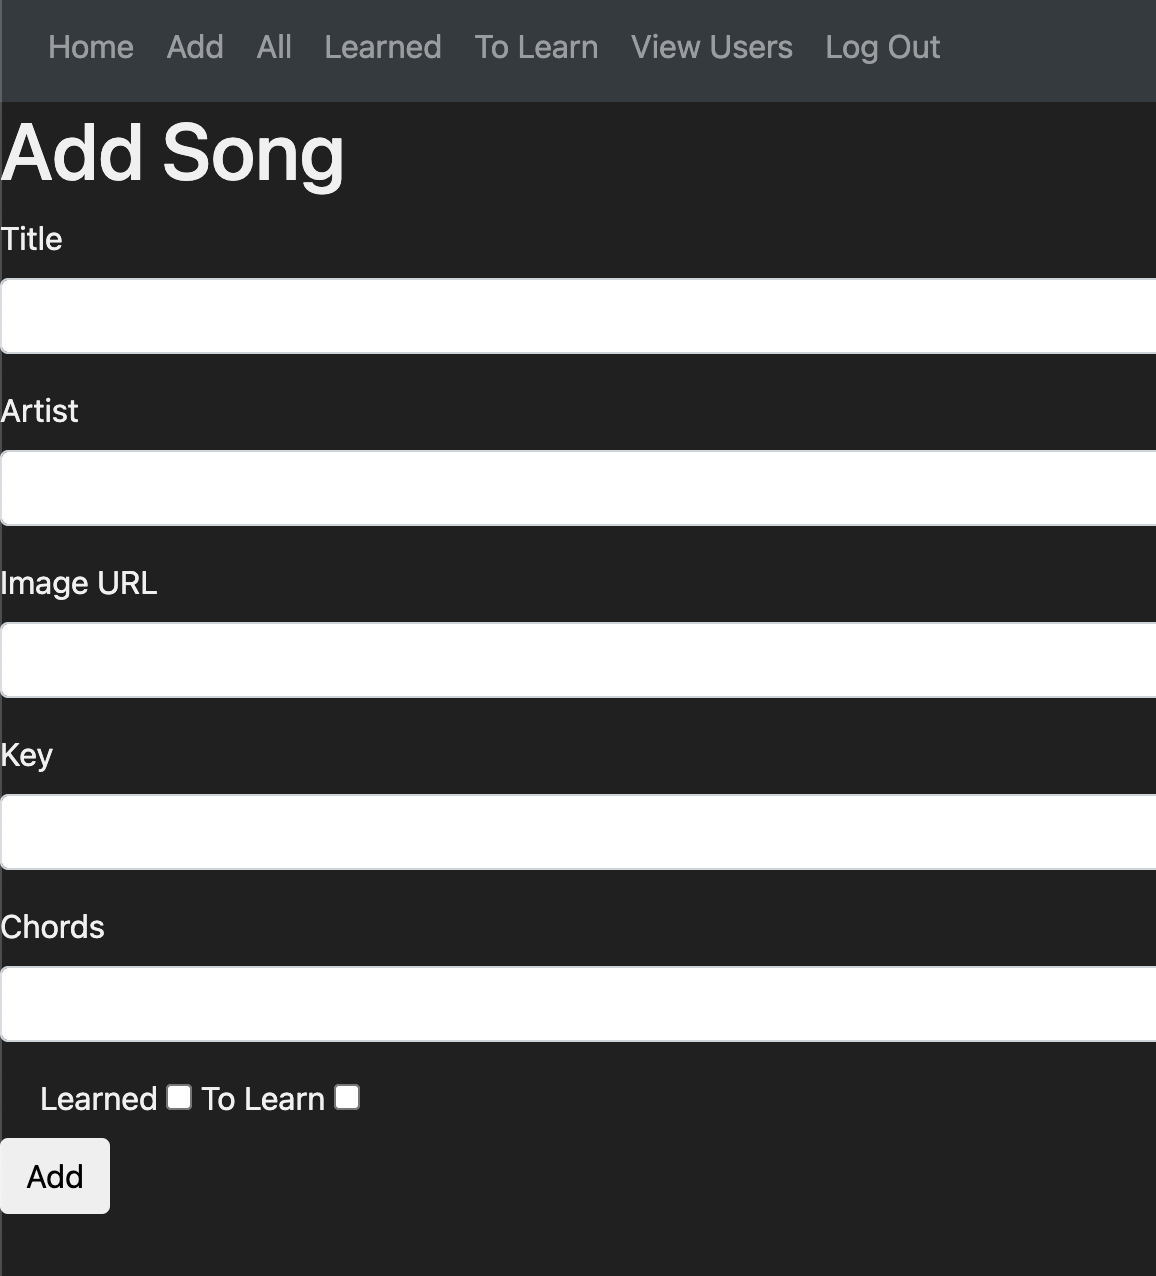 Home Add All Learned To Learn View Users Log Out
Add Song
Title
Artist
Image URL
Key
Chords
Learned To Learn
Add